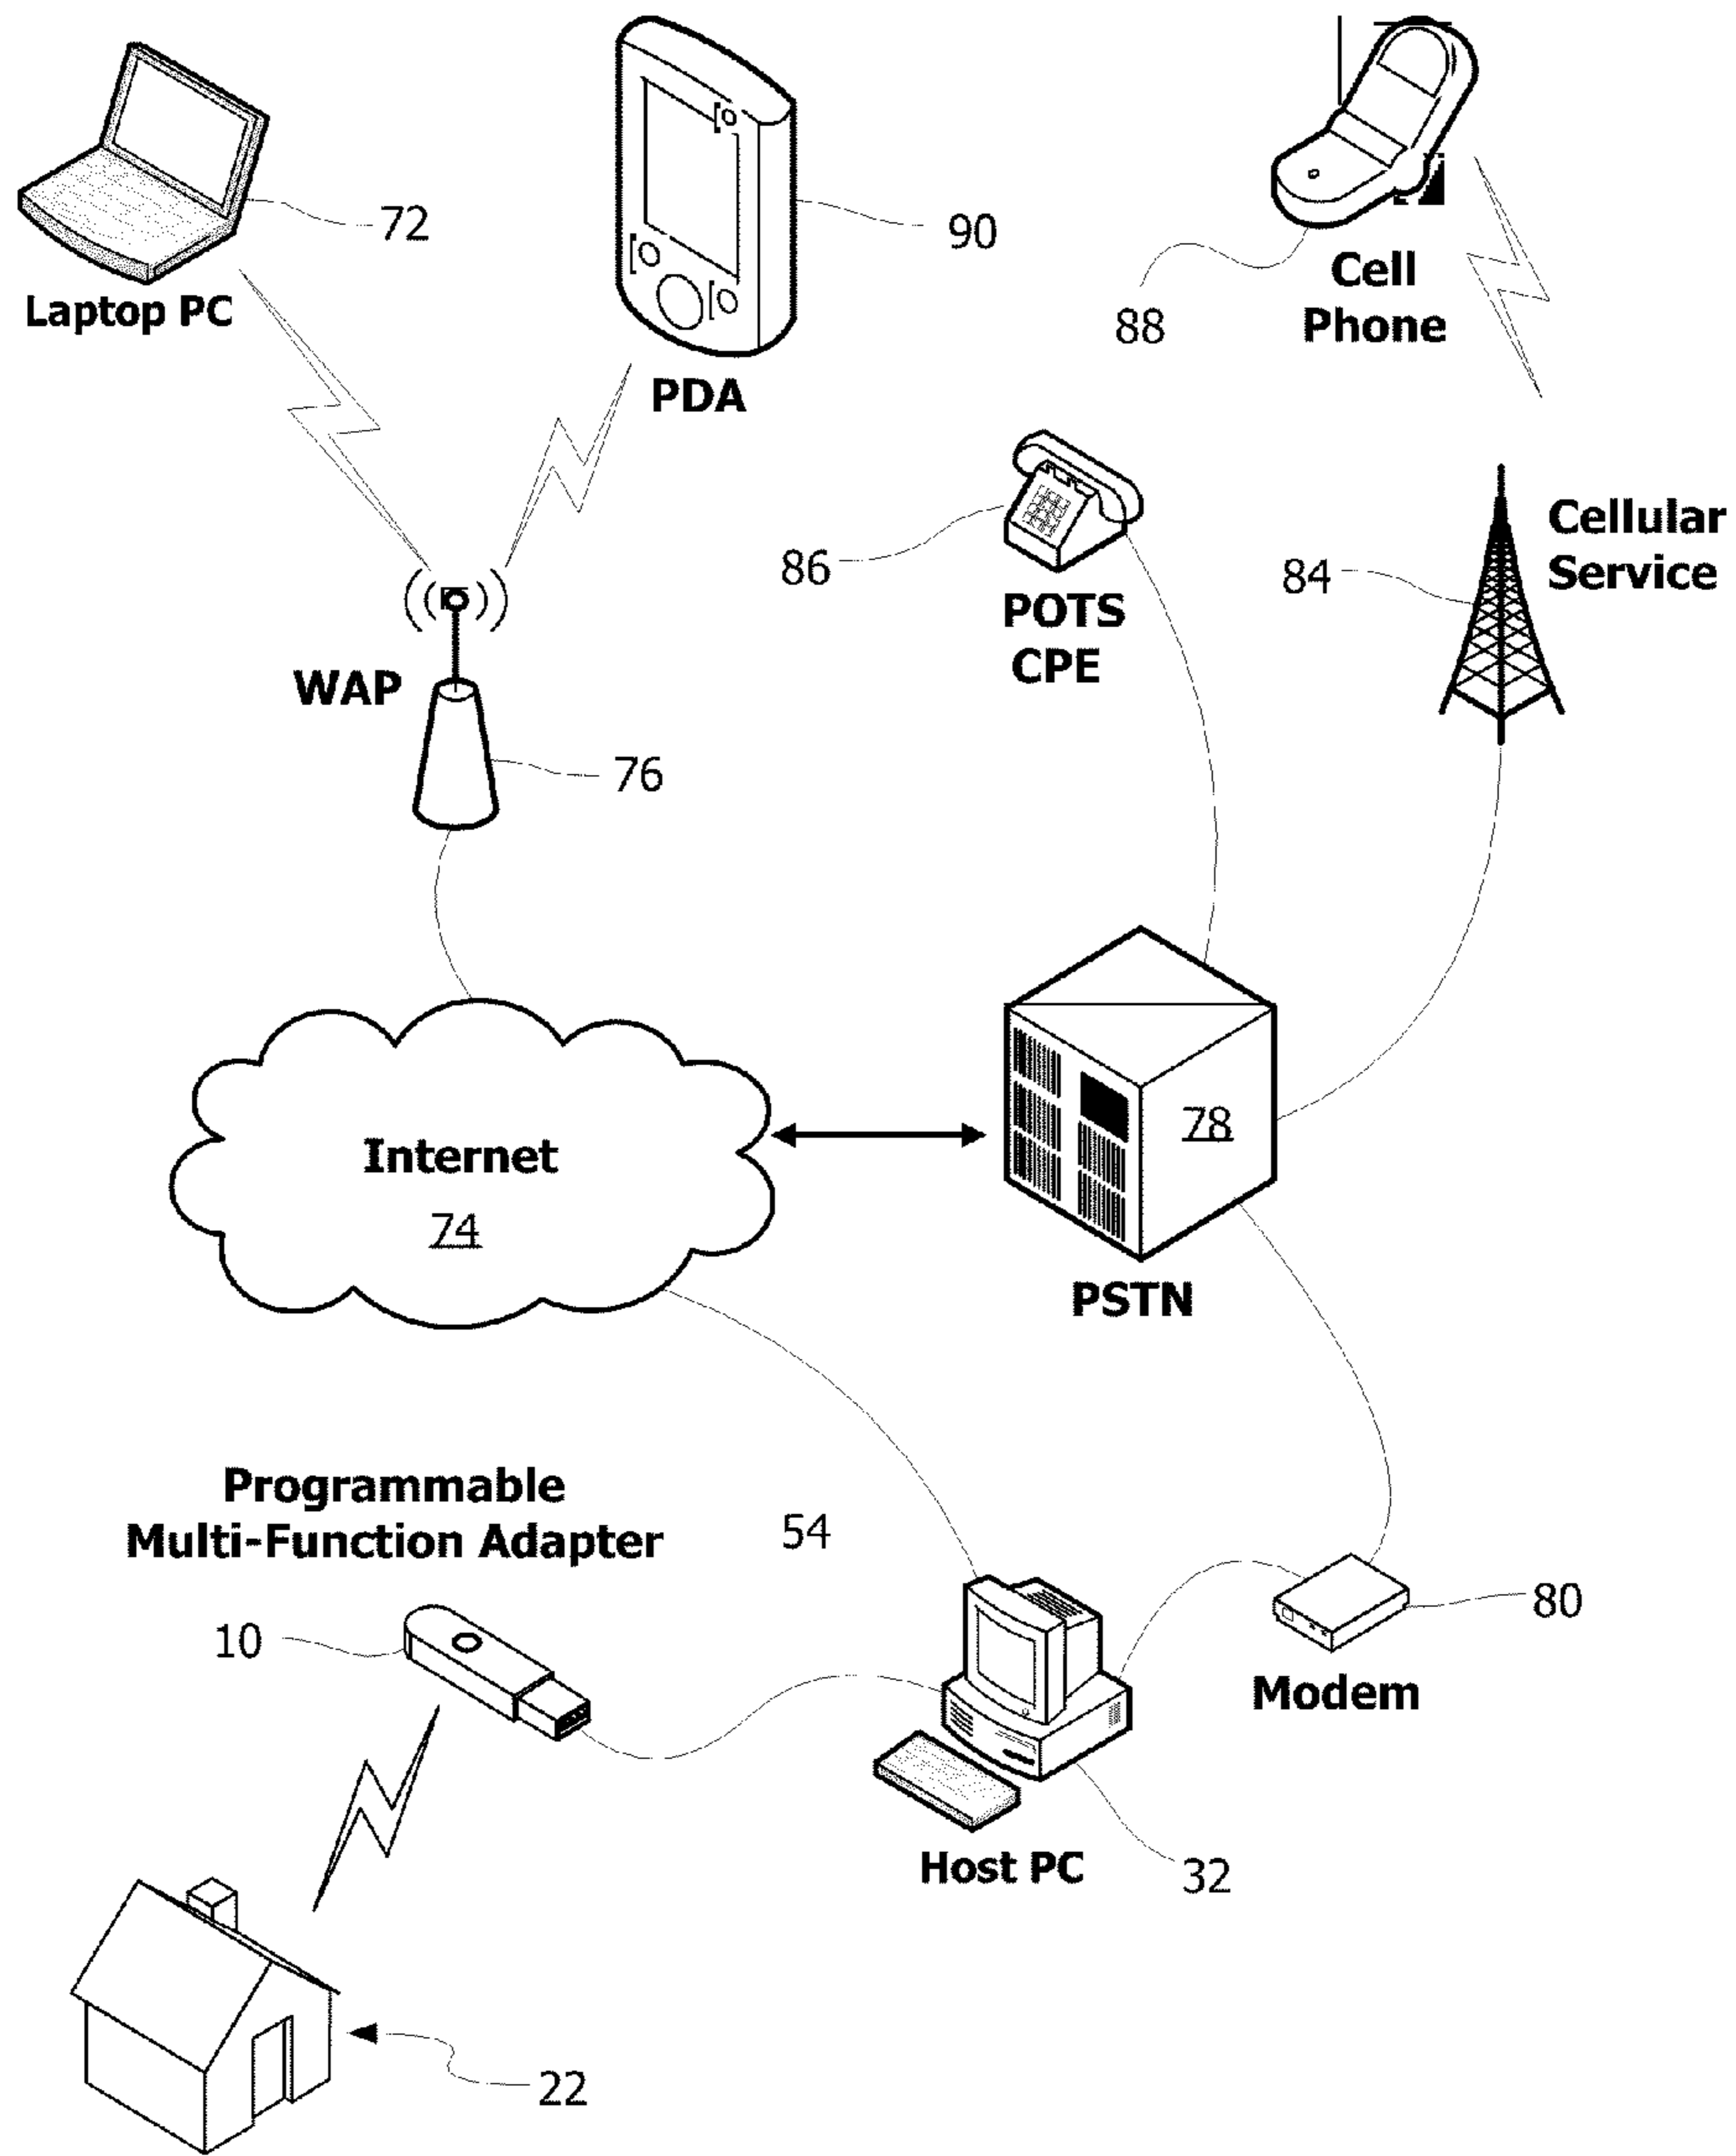 72
Laptop PC
90
PDA
88
Cell
Phone
86
POTS
CPE
84
Cellular
Service
WAP
76
Internet
74
78
PSTN
Programmable
Multi-Function Adapter
54
10
80
Modem
Host PC
32
22